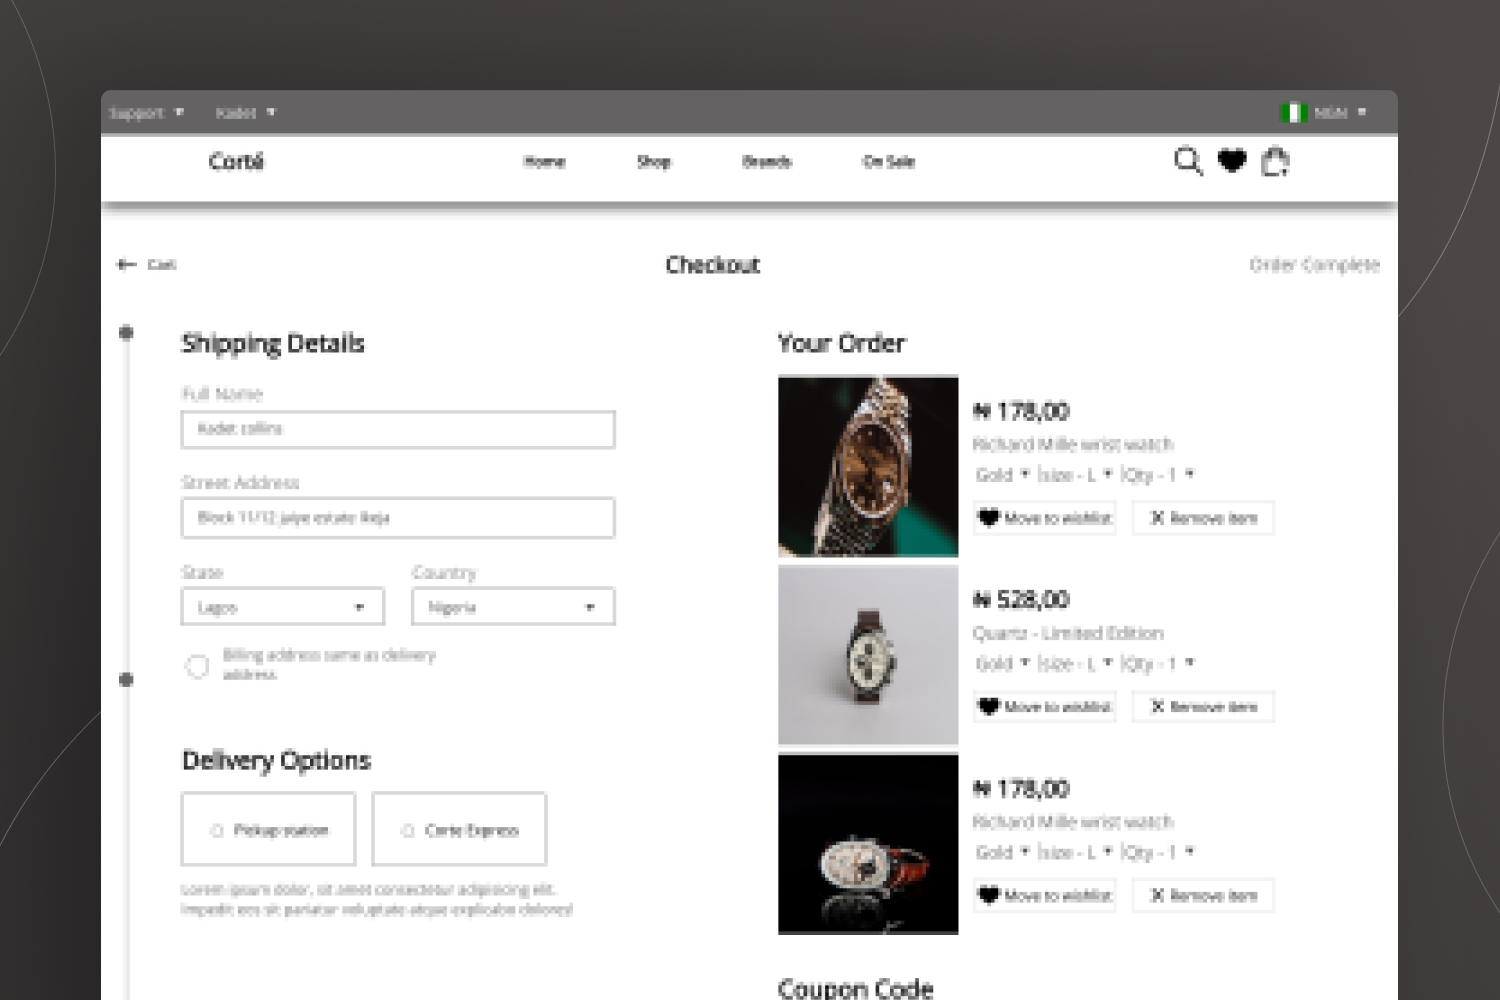 Support Kadet NGN
Corté Home Shop Brands On Sale
Cart Checkout Order Complete
Shipping Details
Full Name
Kadet collins
Street Address
Block 11/12 jaiye estate Ikeja
State Country
Lagos Nigeria
Billing address same as delivery
address
Delivery Options
Pickup station Corte Express
Lorem ipsum dolor, sit amet consectetur adipisicing elit.
Impedit eos sit pariatur voluptate atque explicabo dolores!
Your Order
₦ 178,00
Richard Mille wrist watch
Gold |size - L |Qty - 1
Move to wishlist X Remove item
₦ 528,00
Quartz - Limited Edition
Gold |size - L |Qty - 1
Move to wishlist X Remove item
₦ 178,00
Richard Mille wrist watch
Gold |size - L |Qty - 1
Move to wishlist X Remove item
Coupon Code